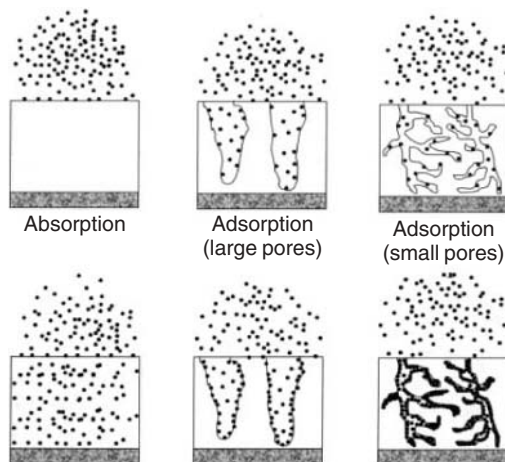 Absorption
Adsorption
(large pores)
Adsorption
(small pores)